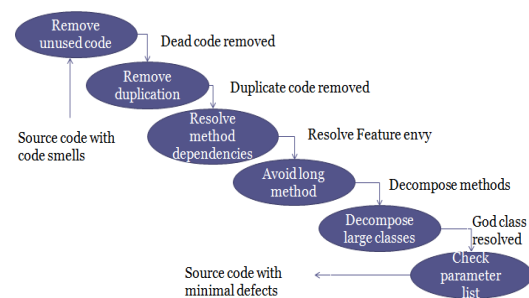 Remove
unused code
Dead code removed
Remove
duplication
Duplicate code removed
Source code with
code smells
Resolve
method
dependencies
Resolve Feature envy
Avoid long
method
Decompose methods
Decompose
large classes
God class
resolved
Check
parameter
list
Source code with
minimal defects